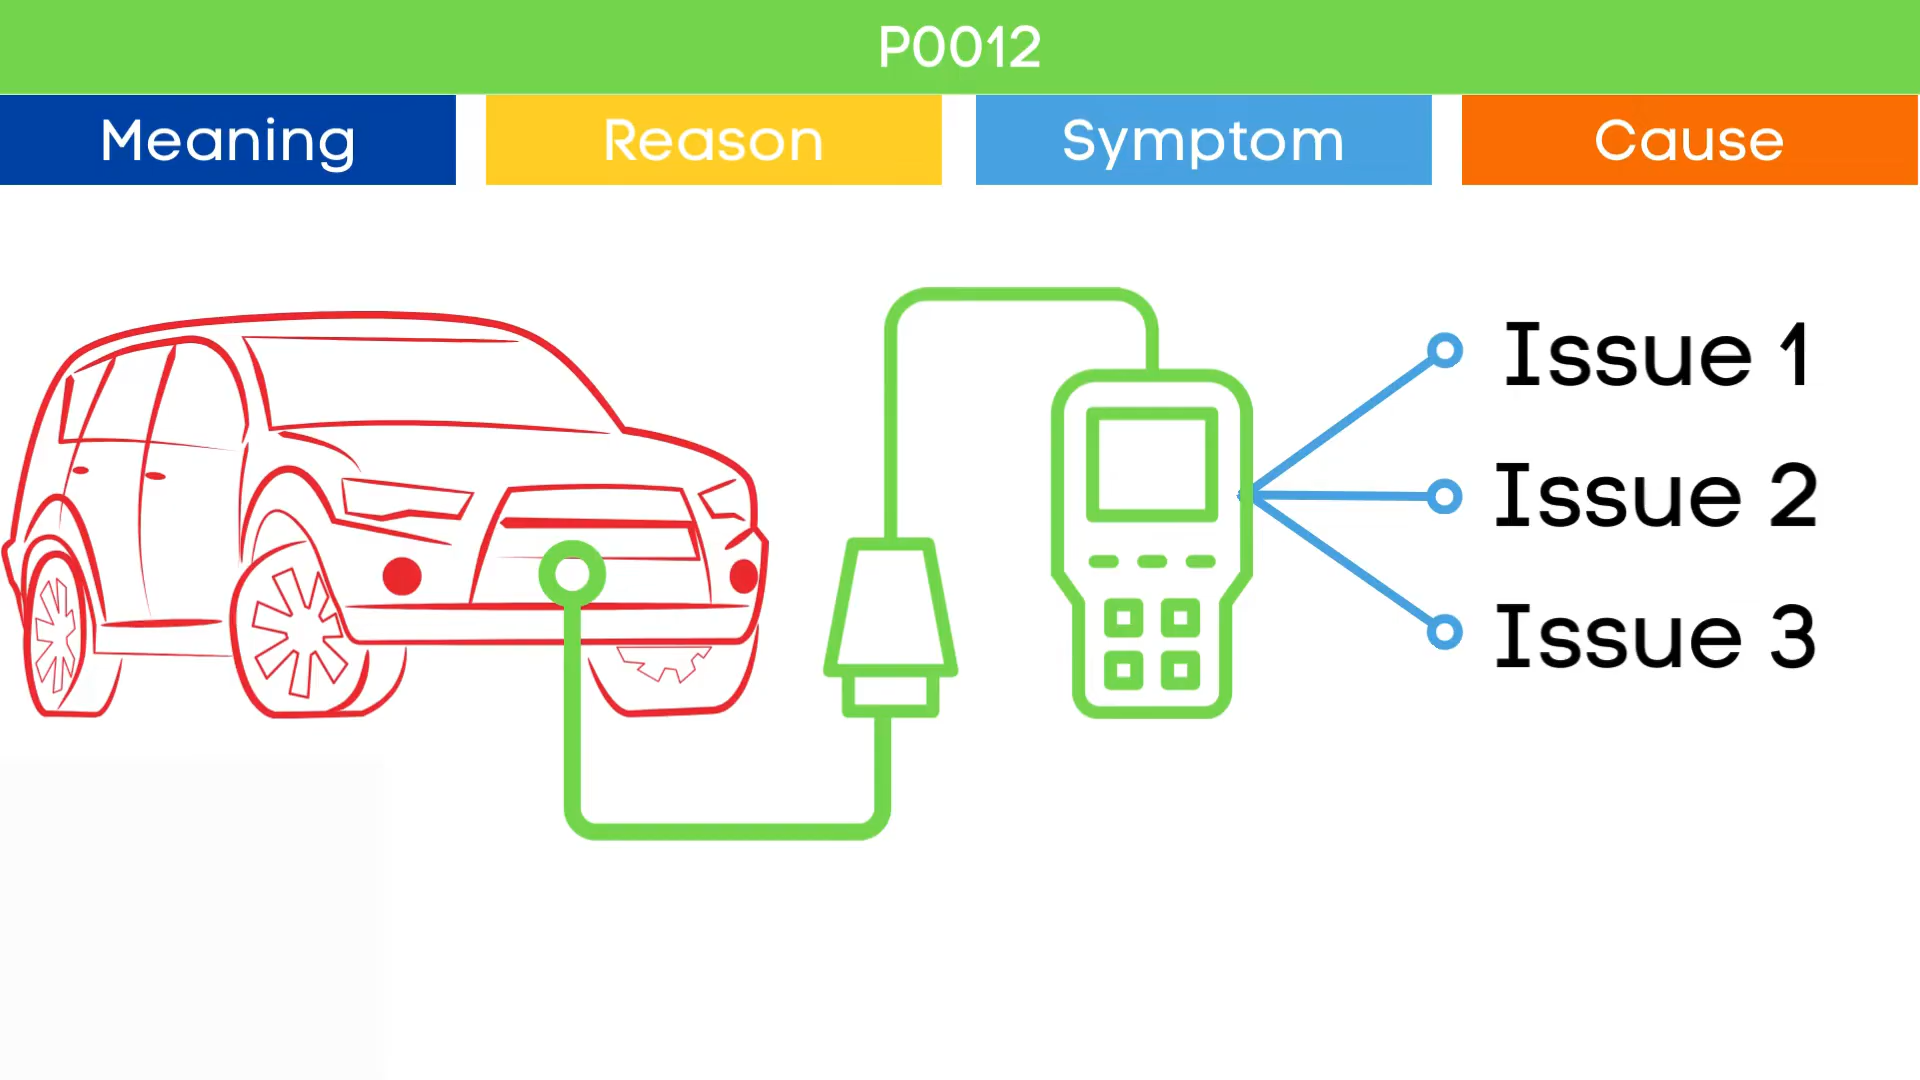 P0012
Meaning
Reason
Symptom
Cause
Issue 1
Issue 2
Issue 3